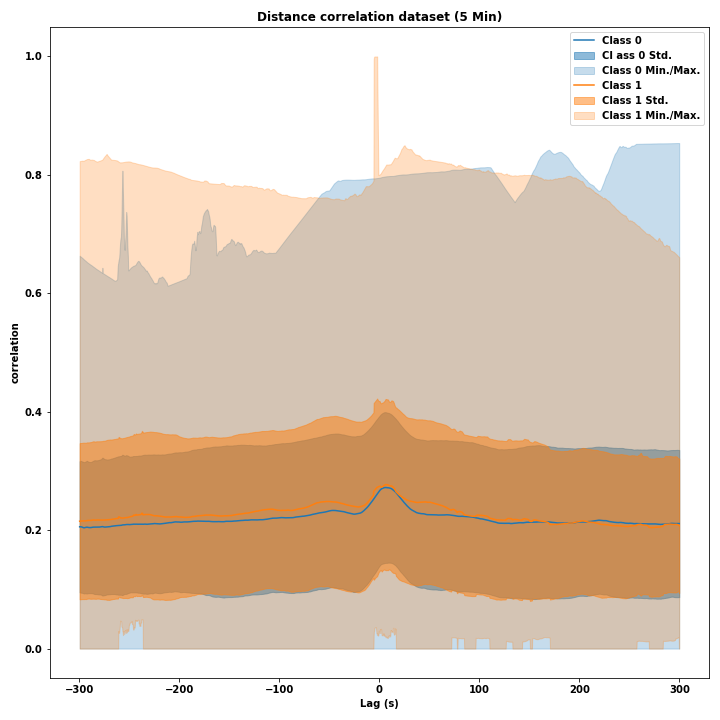 Distance correlation dataset (5 Min)
Class 0
Cl ass 0 Std.
Class 0 Min./Max.
Class 1
Class 1 Std.
Class 1 Min./Max.
1.0
0.8
0.6
0.4
0.2
0.0
correlation
−300
−200
−100
0
100
200
300
Lag (s)